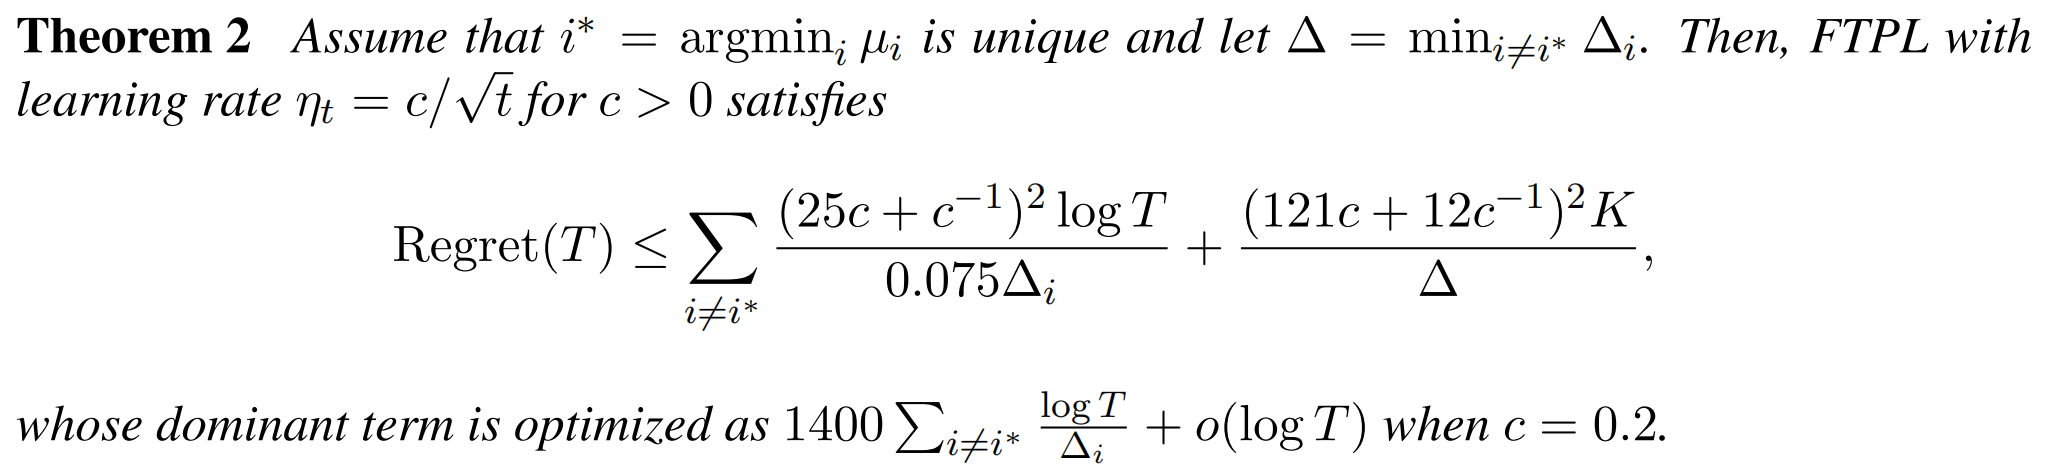 Theorem 2 Assume that i* = argmin_i μ_i is unique and let Δ = min_{i≠i*} Δ_i. Then, FTPL with
learning rate η_t = c/√t for c > 0 satisfies
Regret(T) ≤ ∑_{i≠i*} (25c + c^{-1})^2 log T / 0.075Δ_i + (121c + 12c^{-1})^2 K / Δ,
whose dominant term is optimized as 1400 ∑_{i≠i*} log T / Δ_i + o(log T) when c = 0.2.